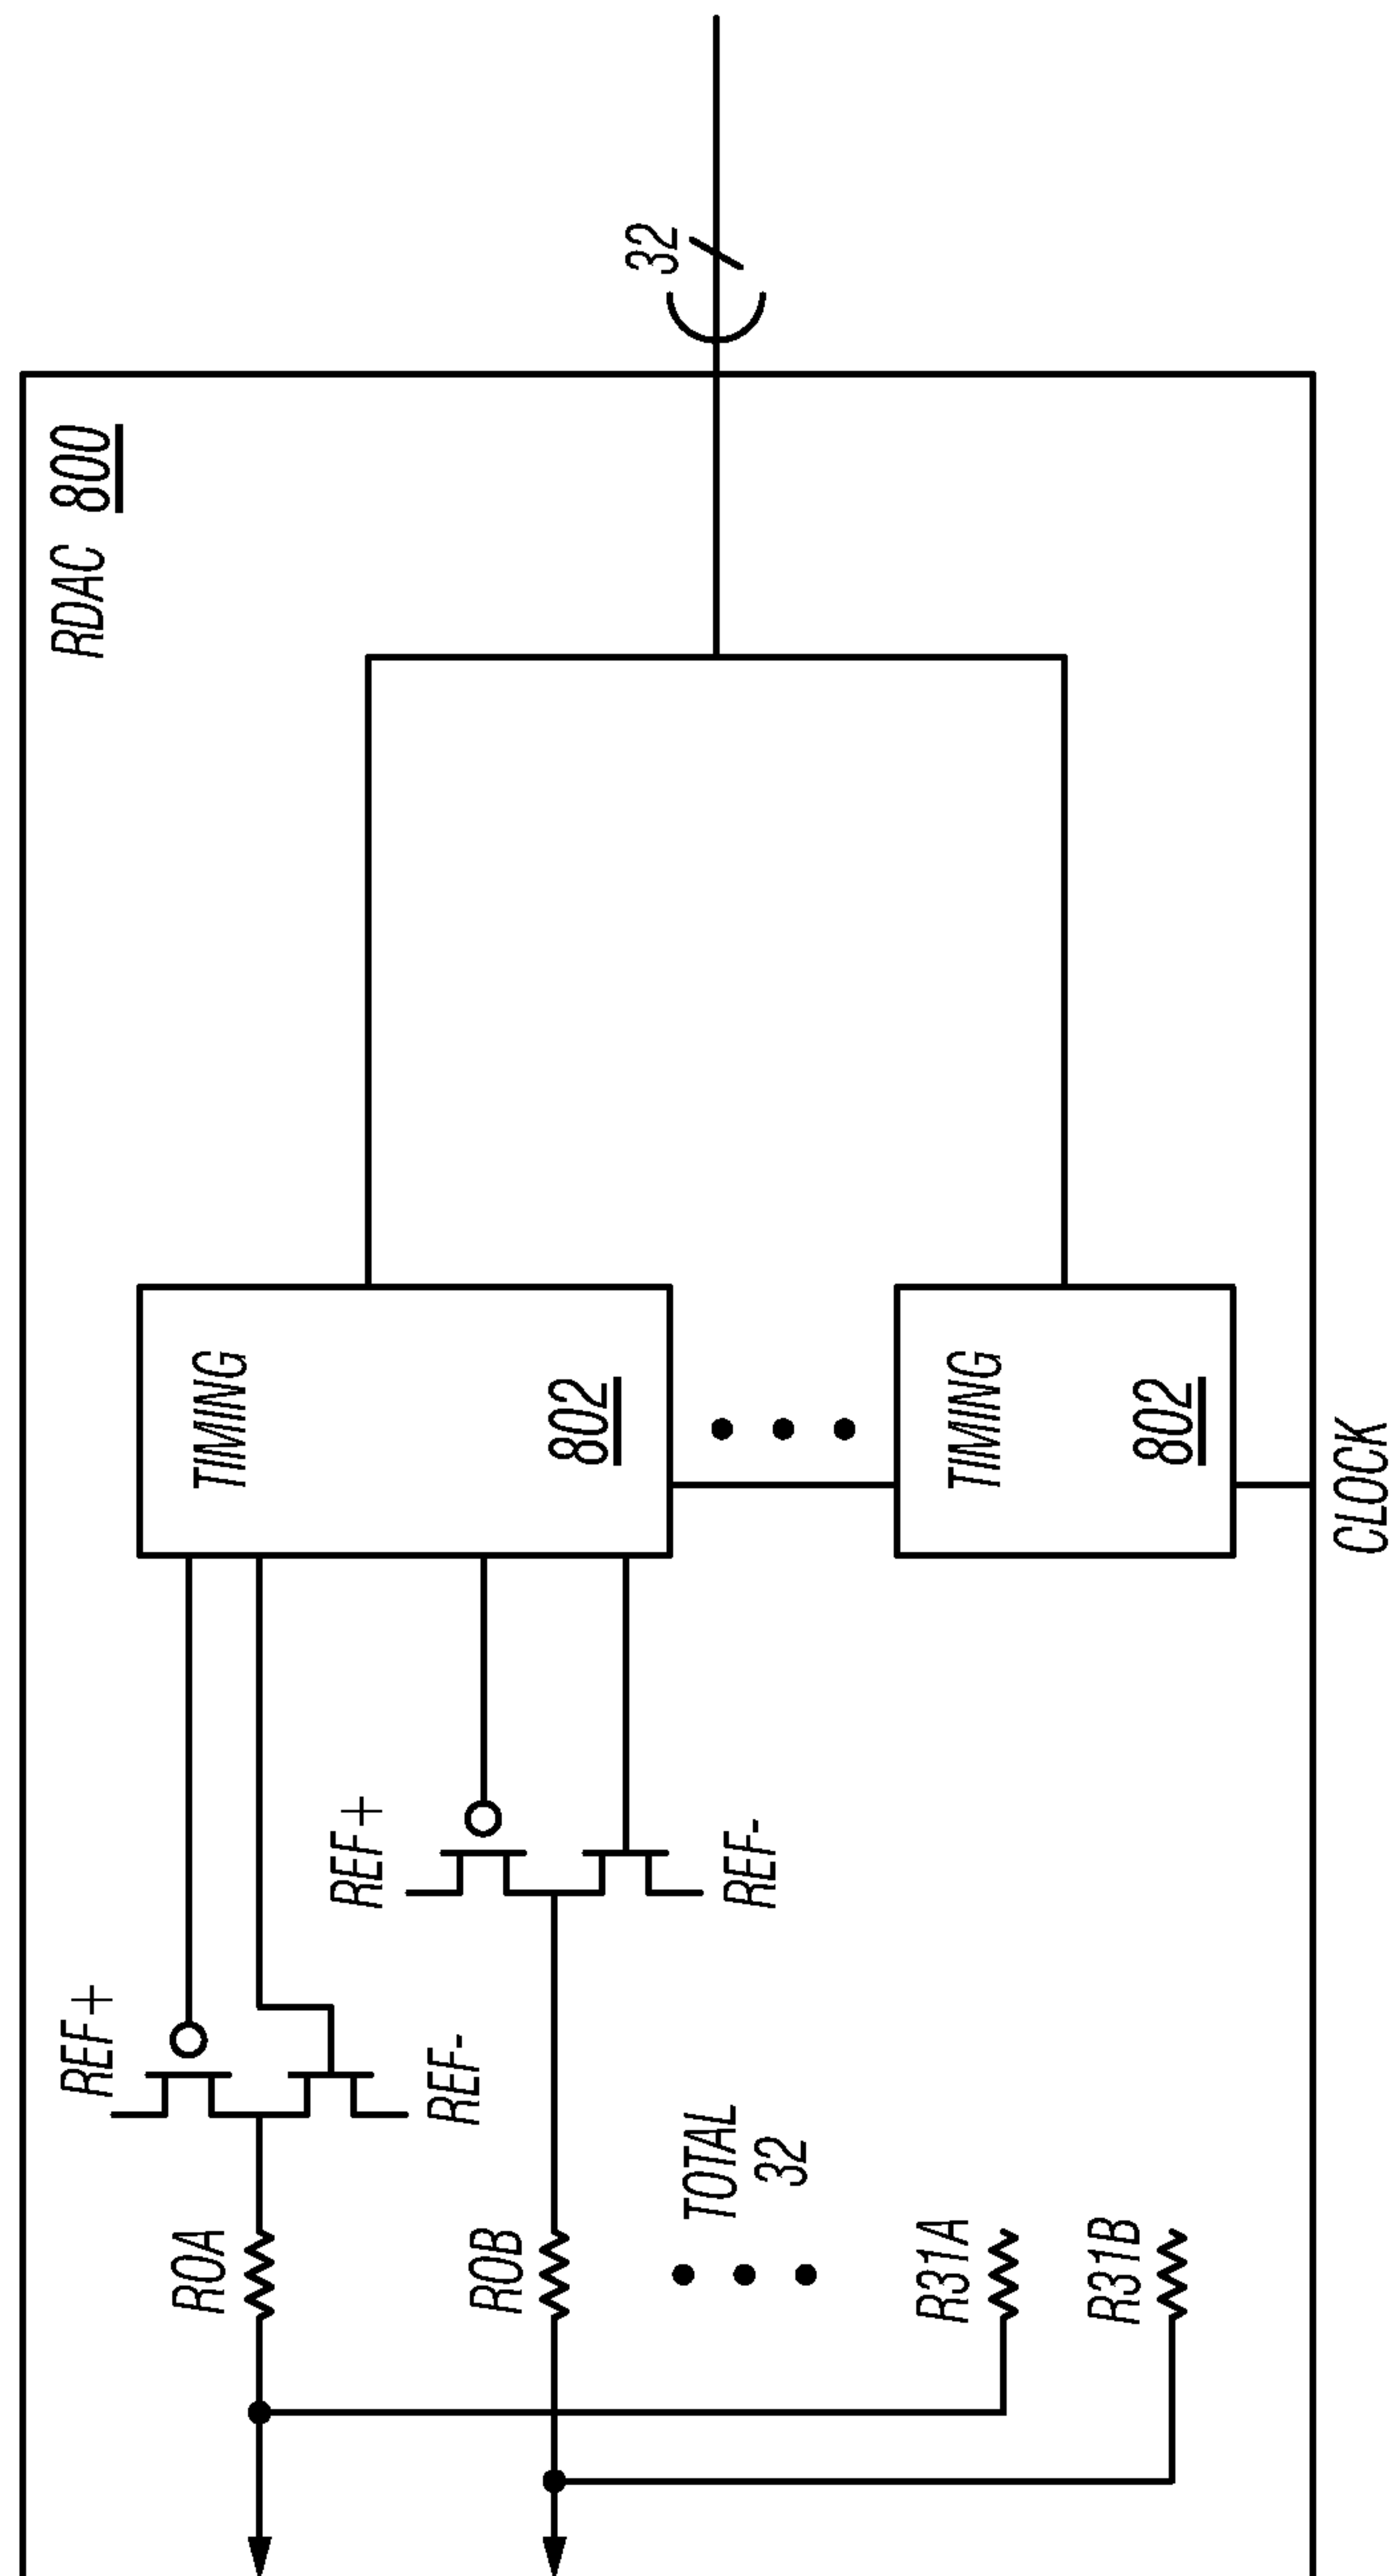 RDAC 800
32
REF+
REF-
REF+
REF-
TIMING
802
TIMING
802
CLOCK
R0A
R0B
TOTAL
32
R31A
R31B